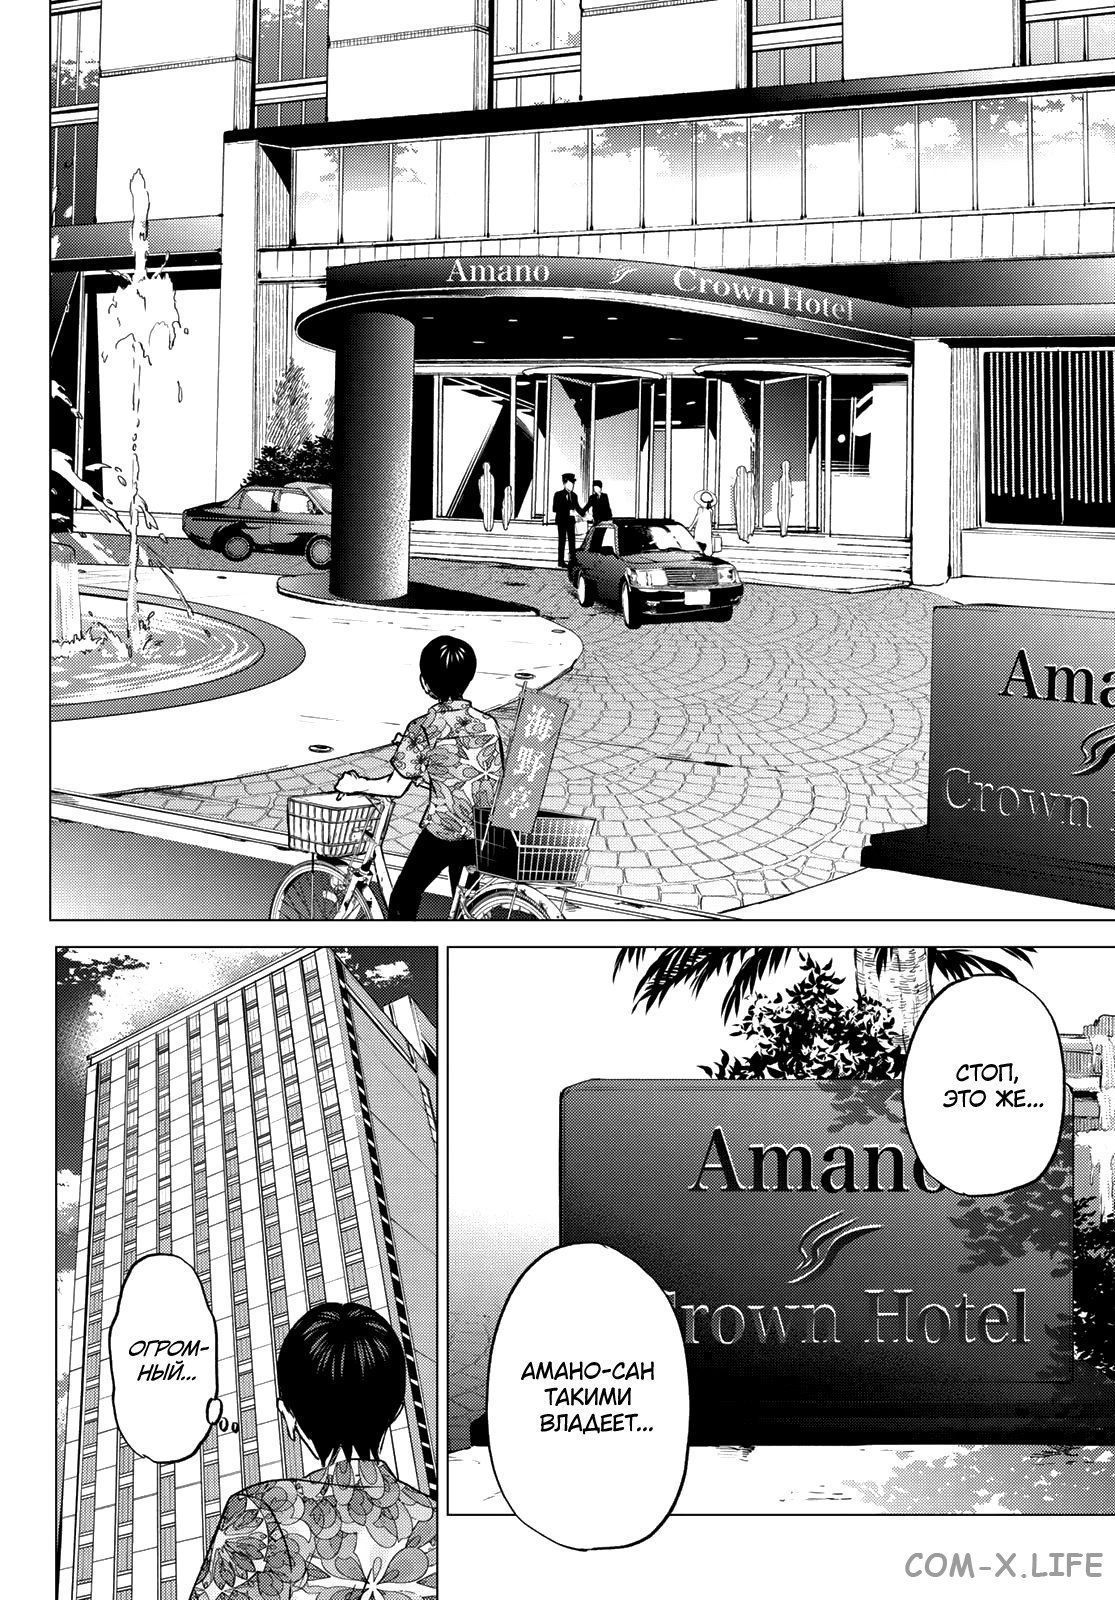 Amano Crown Hotel
海野亭
Ama
Crown
СТОП,
ЭТО ЖЕ...
Amano
Crown Hotel
АМАНО-САН
ТАКИМИ
ВЛАДЕЕТ...
ОГРОМ-
НЫЙ...
COM-X.LIFE